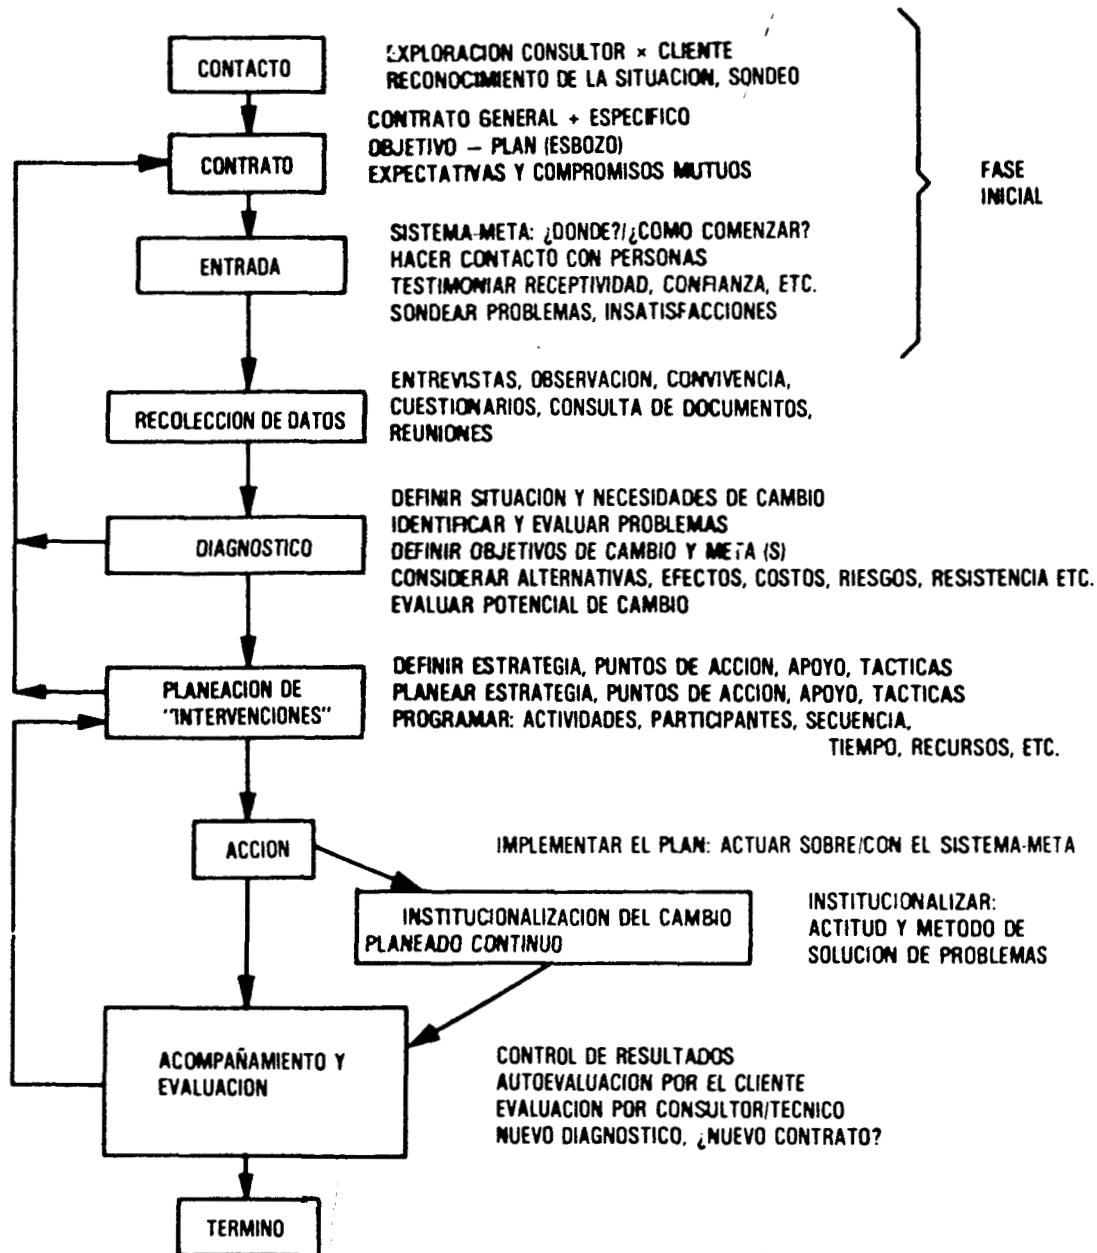 CONTACTO
EXPLORACION CONSULTOR × CLIENTE
RECONOCIMIENTO DE LA SITUACION, SONDEO
CONTRATO
CONTRATO GENERAL + ESPECIFICO
OBJETIVO — PLAN (ESBOZO)
EXPECTATIVAS Y COMPROMISOS MUTUOS
FASE
INICIAL
ENTRADA
SISTEMA-META: ¿DONDE?/¿COMO COMENZAR?
HACER CONTACTO CON PERSONAS
TESTIMONIAR RECEPTIVIDAD, CONFIANZA, ETC.
SONDEAR PROBLEMAS, INSATISFACCIONES
RECOLECCION DE DATOS
ENTREVISTAS, OBSERVACION, CONVIVENCIA,
CUESTIONARIOS, CONSULTA DE DOCUMENTOS,
REUNIONES
DIAGNOSTICO
DEFINIR SITUACION Y NECESIDADES DE CAMBIO
IDENTIFICAR Y EVALUAR PROBLEMAS
DEFINIR OBJETIVOS DE CAMBIO Y META (S)
CONSIDERAR ALTERNATIVAS, EFECTOS, COSTOS, RIESGOS, RESISTENCIA ETC.
EVALUAR POTENCIAL DE CAMBIO
PLANEACION DE
"INTERVENCIONES"
DEFINIR ESTRATEGIA, PUNTOS DE ACCION, APOYO, TACTICAS
PLANEAR ESTRATEGIA, PUNTOS DE ACCION, APOYO, TACTICAS
PROGRAMAR: ACTIVIDADES, PARTICIPANTES, SECUENCIA,
TIEMPO, RECURSOS, ETC.
ACCION
IMPLEMENTAR EL PLAN: ACTUAR SOBRE/CON EL SISTEMA-META
INSTITUCIONALIZACION DEL CAMBIO
PLANEADO CONTINUO
INSTITUCIONALIZAR:
ACTITUD Y METODO DE
SOLUCION DE PROBLEMAS
ACOMPAÑAMIENTO Y
EVALUACION
CONTROL DE RESULTADOS
AUTOEVALUACION POR EL CLIENTE
EVALUACION POR CONSULTOR/TECNICO
NUEVO DIAGNOSTICO, ¿NUEVO CONTRATO?
TERMINO